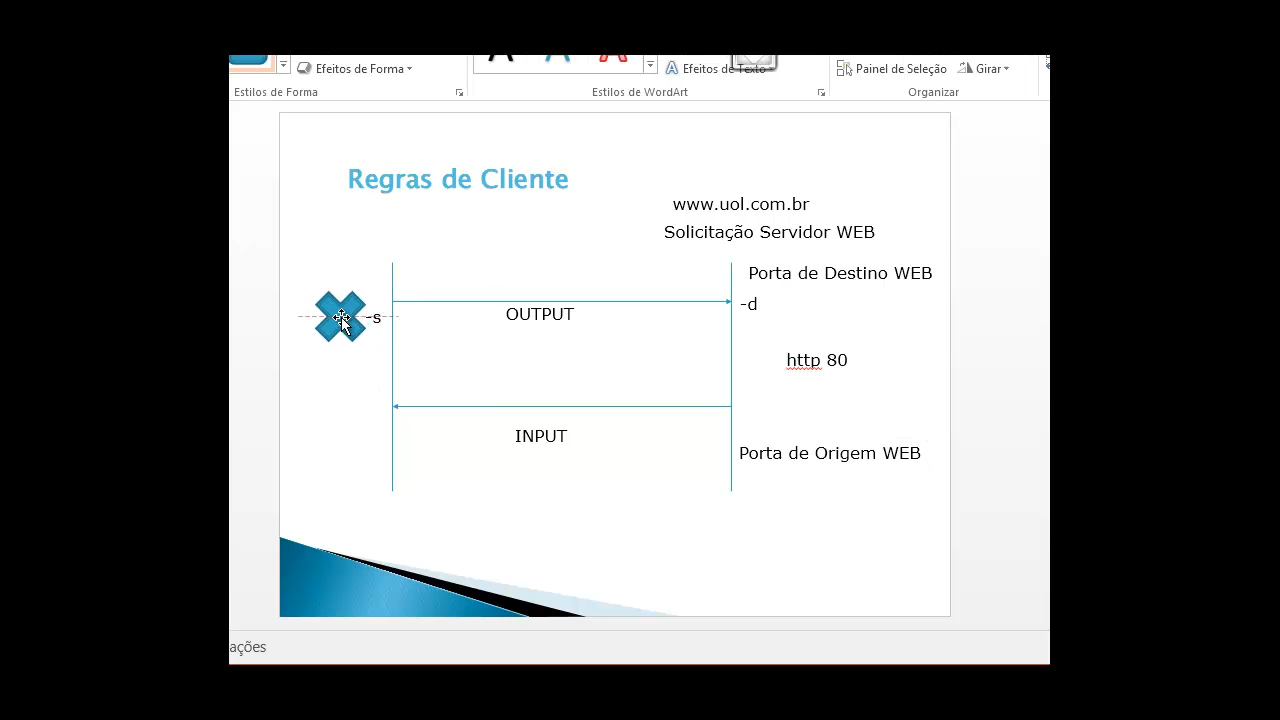 Efeitos de Forma
Efeitos de Texto
Painel de Seleção
Girar
Estilos de Forma
Estilos de WordArt
Organizar
Regras de Cliente
www.uol.com.br
Solicitação Servidor WEB
Porta de Destino WEB
-d
-s
OUTPUT
http 80
INPUT
Porta de Origem WEB
ações